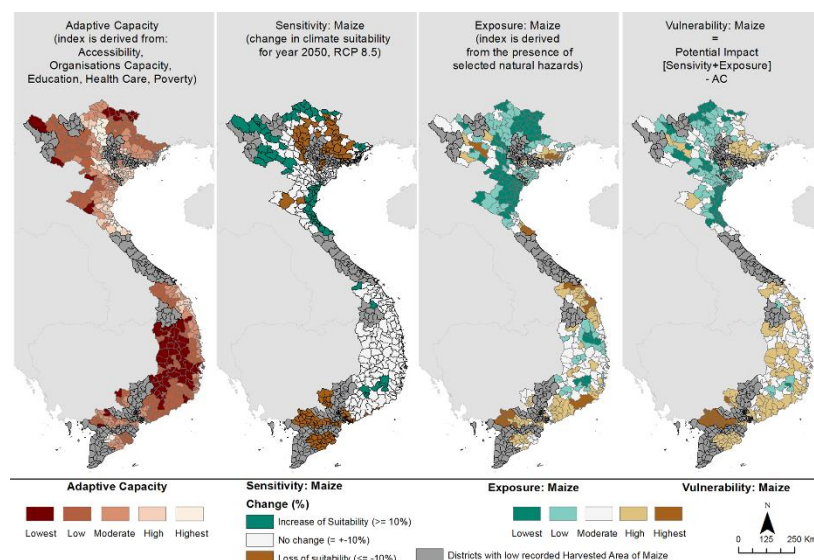 Adaptive Capacity
(index is derived from:
Accessibility,
Organisations Capacity,
Education, Health Care, Poverty)
Sensitivity: Maize
(change in climate suitability
for year 2050, RCP 8.5)
Exposure: Maize
(index is derived
from the presence of
selected natural hazards)
Vulnerability: Maize
=
Potential Impact
[Sensivity+Exposure]
- AC
Adaptive Capacity
Lowest Low Moderate High Highest
Sensitivity: Maize
Change (%)
Increase of Suitability (>= 10%)
No change (= +-10%)
Loss of suitability (<= -10%)
Exposure: Maize
Vulnerability: Maize
Lowest Low Moderate High Highest
Districts with low recorded Harvested Area of Maize
N
0 125 250 Km